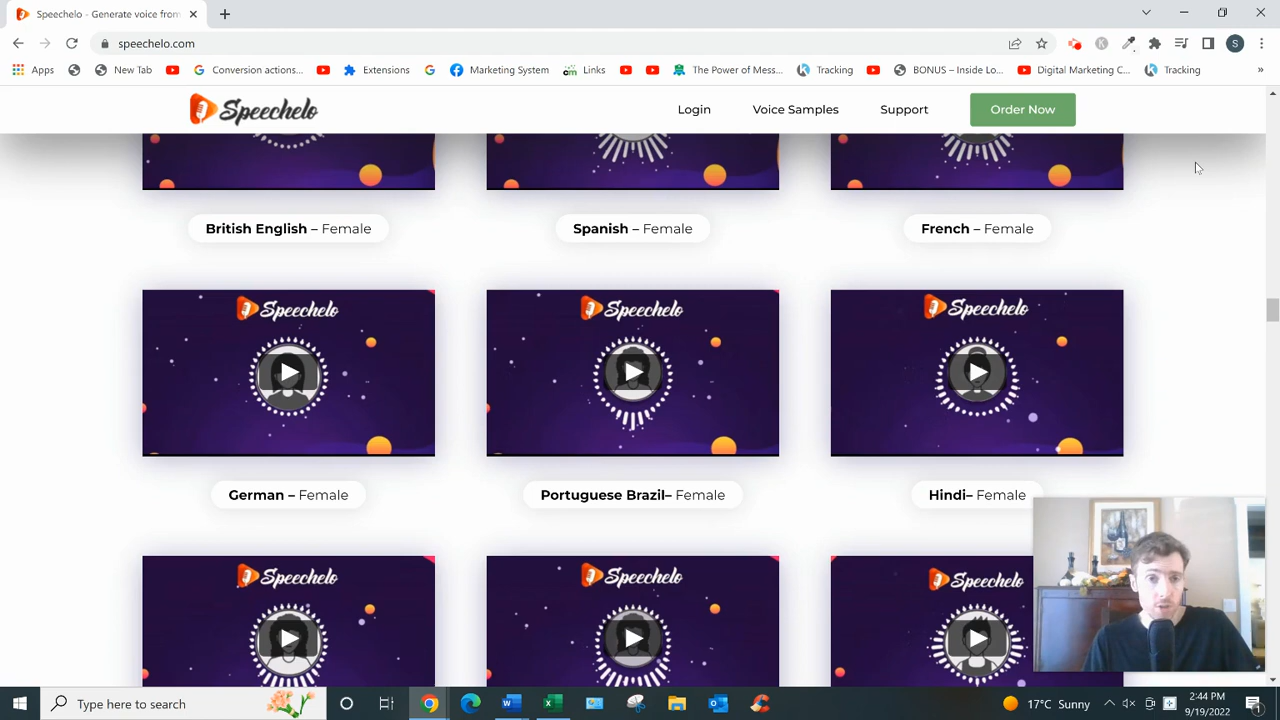 Speechelo - Generate voice from
speechelo.com
Apps
New Tab
Conversion actions...
Extensions
Marketing System
Links
The Power of Mess...
Tracking
BONUS – Inside Lo...
Digital Marketing C...
Tracking
»
S
Speechelo
Login
Voice Samples
Support
Order Now
British English – Female
Spanish – Female
French – Female
Speechelo
Speechelo
Speechelo
German – Female
Portuguese Brazil– Female
Hindi– Female
Speechelo
Speechelo
Speechelo
Type here to search
17°C Sunny
2:44 PM
9/19/2022
1